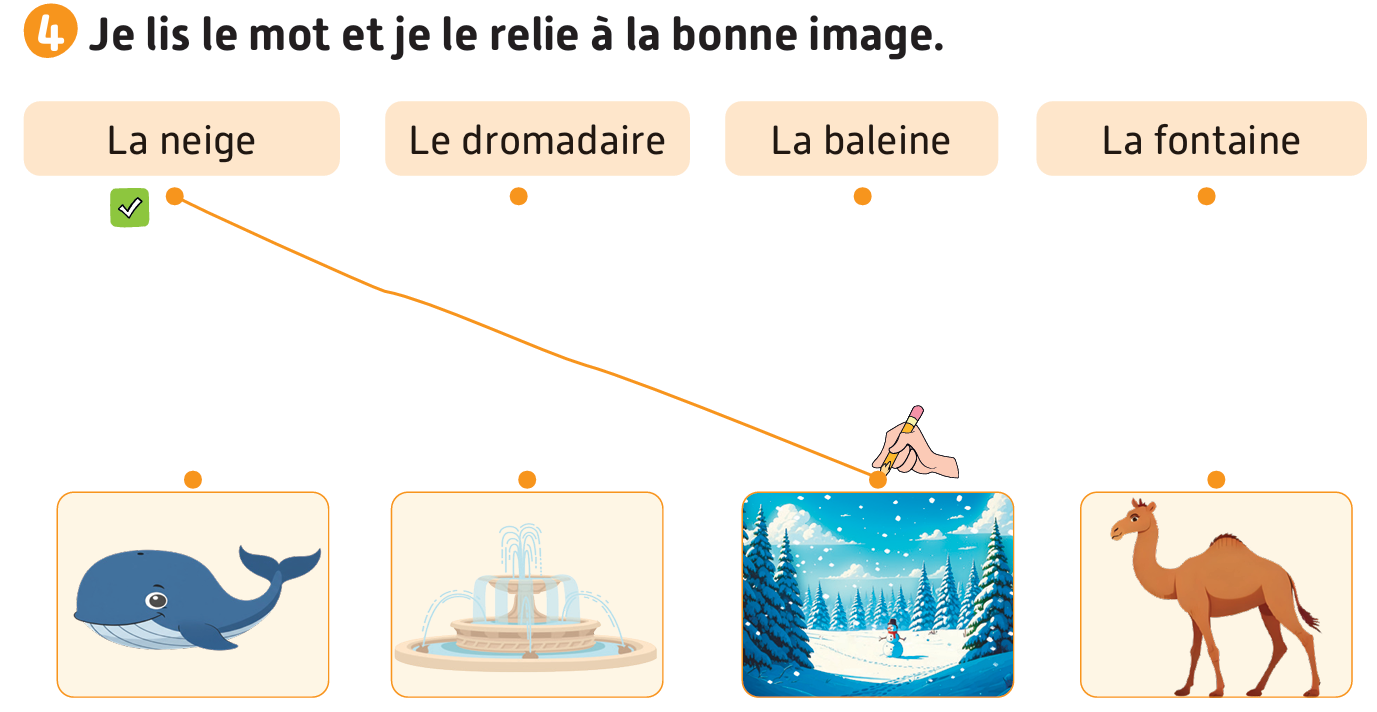 4 Je lis le mot et je le relie à la bonne image.
La neige
Le dromadaire
La baleine
La fontaine